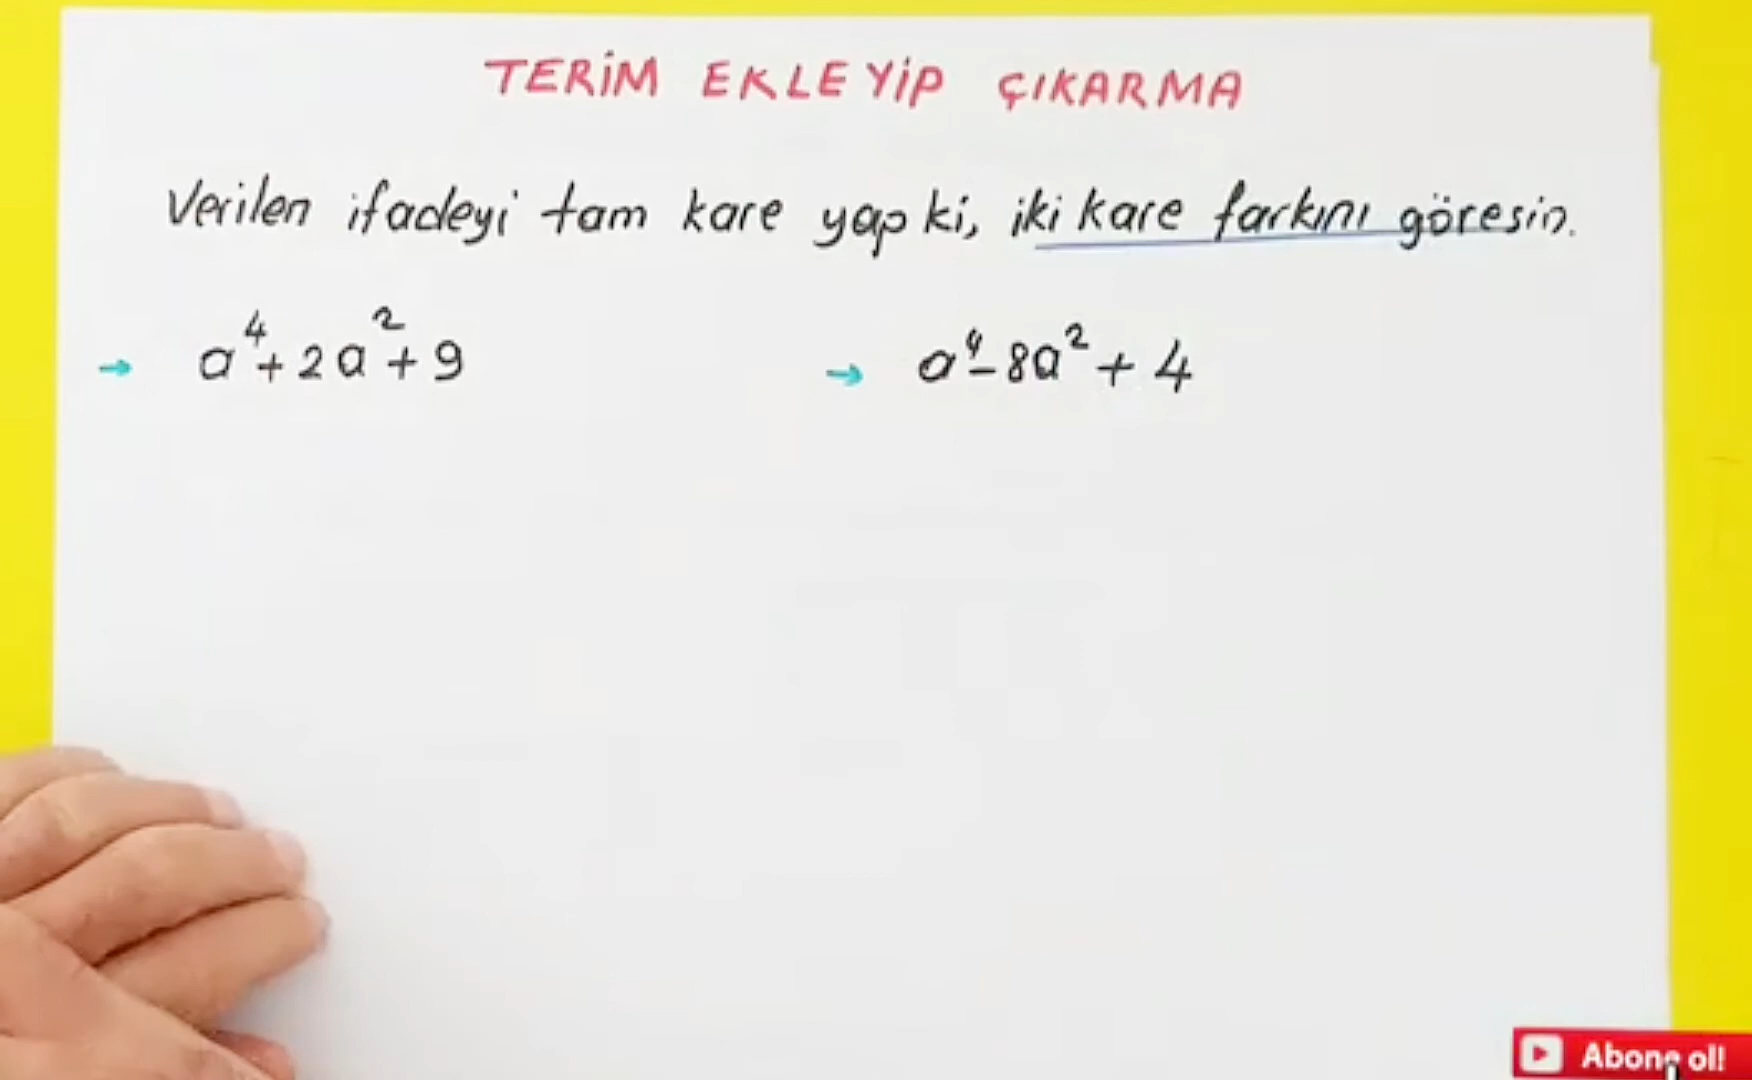 TERİM EKLEYİP ÇIKARMA
Verilen ifadeyi tam kare yap ki, iki kare farkını göresin.
→ a⁴+2a²+9 → a⁴-8a²+4
Abone ol!